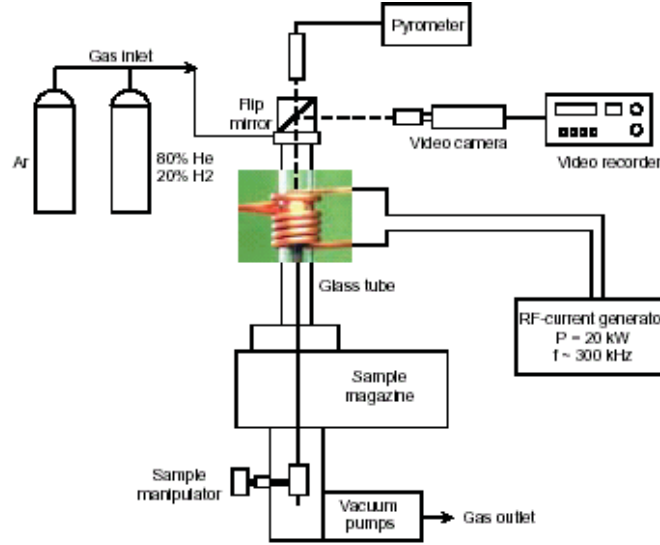 Pyrometer
Gas inlet
Flip
mirror
Ar
80% He
20% H2
Video camera
Video recorder
Glass tube
RF-current generator
P = 20 kW
f ~ 300 kHz
Sample
magazine
Sample
manipulator
Vacuum
pumps
Gas outlet